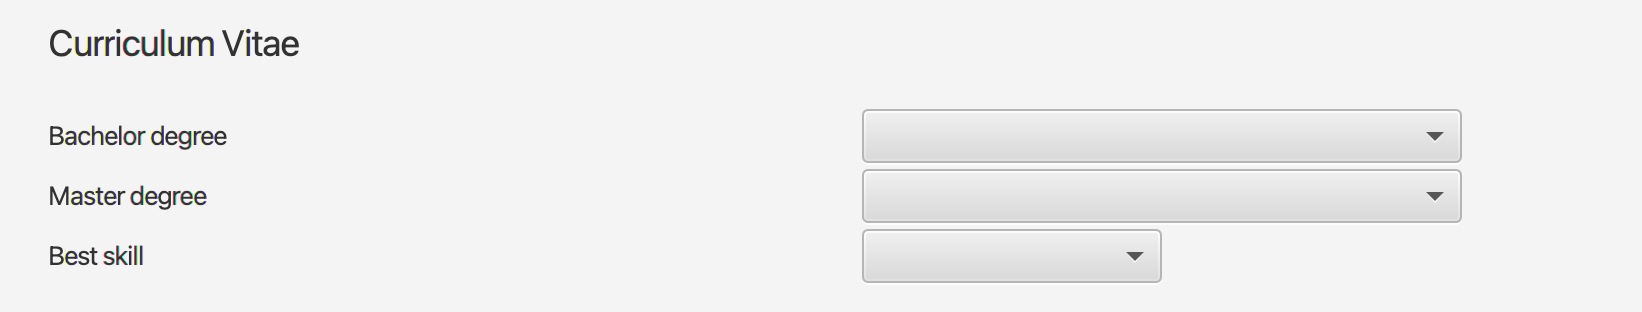 Curriculum Vitae
Bachelor degree
Master degree
Best skill